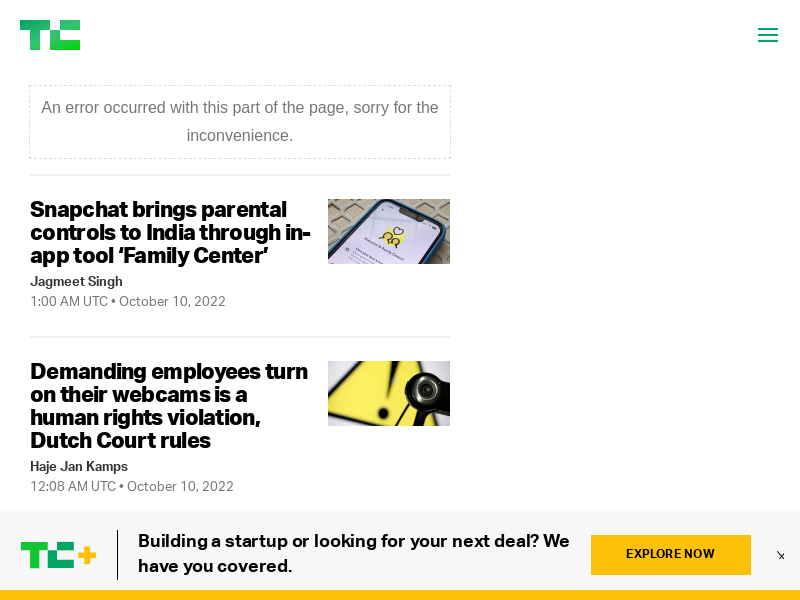 TC
An error occurred with this part of the page, sorry for the
inconvenience.
Snapchat brings parental
controls to India through in-
app tool ‘Family Center’
Jagmeet Singh
1:00 AM UTC • October 10, 2022
Demanding employees turn
on their webcams is a
human rights violation,
Dutch Court rules
Haje Jan Kamps
12:08 AM UTC • October 10, 2022
TC+
Building a startup or looking for your next deal? We
have you covered.
EXPLORE NOW